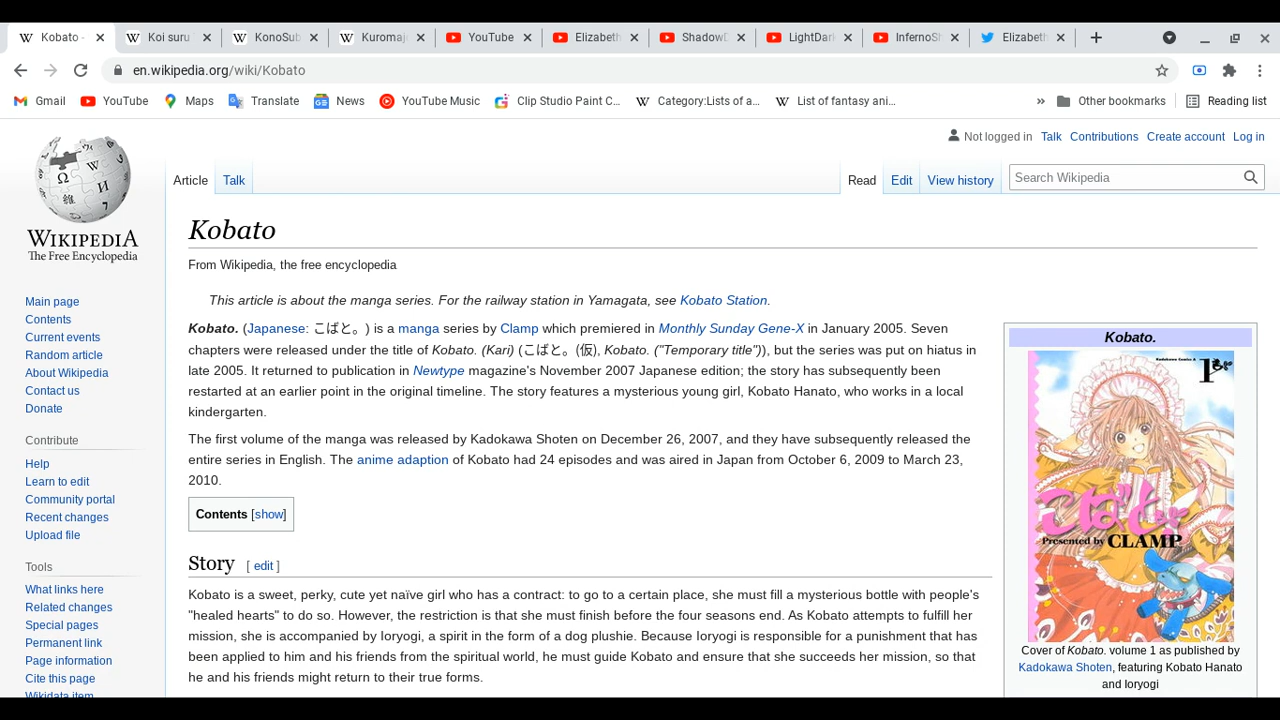 Kobato -
Koi suru
KonoSub
Kuromaj
YouTube
Elizabeth
ShadowD
LightDark
InfernoSh
Elizabeth
en.wikipedia.org/wiki/Kobato
Gmail
YouTube
Maps
Translate
News
YouTube Music
Clip Studio Paint C...
Category:Lists of a...
List of fantasy ani...
»
Other bookmarks
Reading list
Not logged in Talk Contributions Create account Log in
Article Talk
Read Edit View history
Search Wikipedia
WIKIPEDIA
The Free Encyclopedia
Main page
Contents
Current events
Random article
About Wikipedia
Contact us
Donate
Contribute
Help
Learn to edit
Community portal
Recent changes
Upload file
Tools
What links here
Related changes
Special pages
Permanent link
Page information
Cite this page
Wikidata item
Kobato
From Wikipedia, the free encyclopedia
This article is about the manga series. For the railway station in Yamagata, see Kobato Station.
Kobato. (Japanese: こばと。) is a manga series by Clamp which premiered in Monthly Sunday Gene-X in January 2005. Seven
chapters were released under the title of Kobato. (Kari) (こばと。(仮), Kobato. ("Temporary title")), but the series was put on hiatus in
late 2005. It returned to publication in Newtype magazine's November 2007 Japanese edition; the story has subsequently been
restarted at an earlier point in the original timeline. The story features a mysterious young girl, Kobato Hanato, who works in a local
kindergarten.
The first volume of the manga was released by Kadokawa Shoten on December 26, 2007, and they have subsequently released the
entire series in English. The anime adaption of Kobato had 24 episodes and was aired in Japan from October 6, 2009 to March 23,
2010.
Contents [show]
Story [ edit ]
Kobato is a sweet, perky, cute yet naïve girl who has a contract: to go to a certain place, she must fill a mysterious bottle with people's
"healed hearts" to do so. However, the restriction is that she must finish before the four seasons end. As Kobato attempts to fulfill her
mission, she is accompanied by Ioryogi, a spirit in the form of a dog plushie. Because Ioryogi is responsible for a punishment that has
been applied to him and his friends from the spiritual world, he must guide Kobato and ensure that she succeeds her mission, so that
he and his friends might return to their true forms.
Kobato.
1
こばと。
Presented by CLAMP
Cover of Kobato. volume 1 as published by
Kadokawa Shoten, featuring Kobato Hanato
and Ioryogi